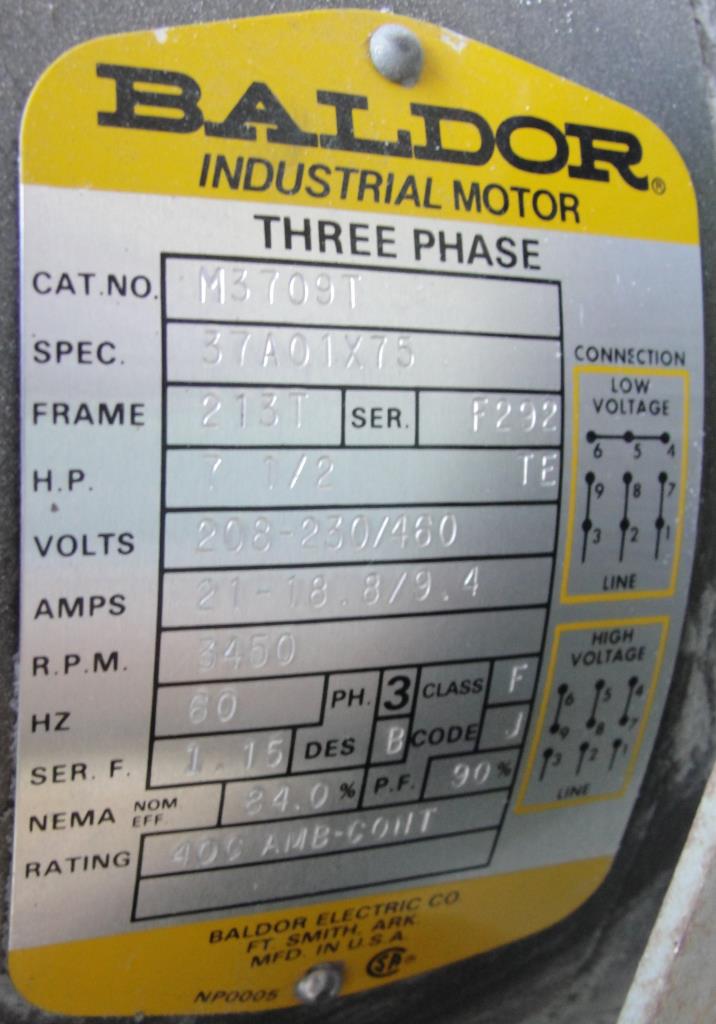 BALDOR®
INDUSTRIAL MOTOR
THREE PHASE
CAT.NO. M3709T
SPEC. 37A01X75
FRAME 213T SER. F292
H.P. 7 1/2 TE
VOLTS 208-230/460
AMPS 21-18.8/9.4
R.P.M. 3450
HZ 60 PH. 3 CLASS F
SER. F. 1.15 DES B CODE J
NEMA NOM EFF. 84.0 % P.F. 90 %
RATING 40C AMB-CONT
CONNECTION
LOW
VOLTAGE
6 5 4
9 8 7
3 2 1
LINE
HIGH
VOLTAGE
6 5 4
9 8 7
3 2 1
LINE
BALDOR ELECTRIC CO.
FT. SMITH, ARK.
MFD. IN U.S.A.
NP0005 SA®